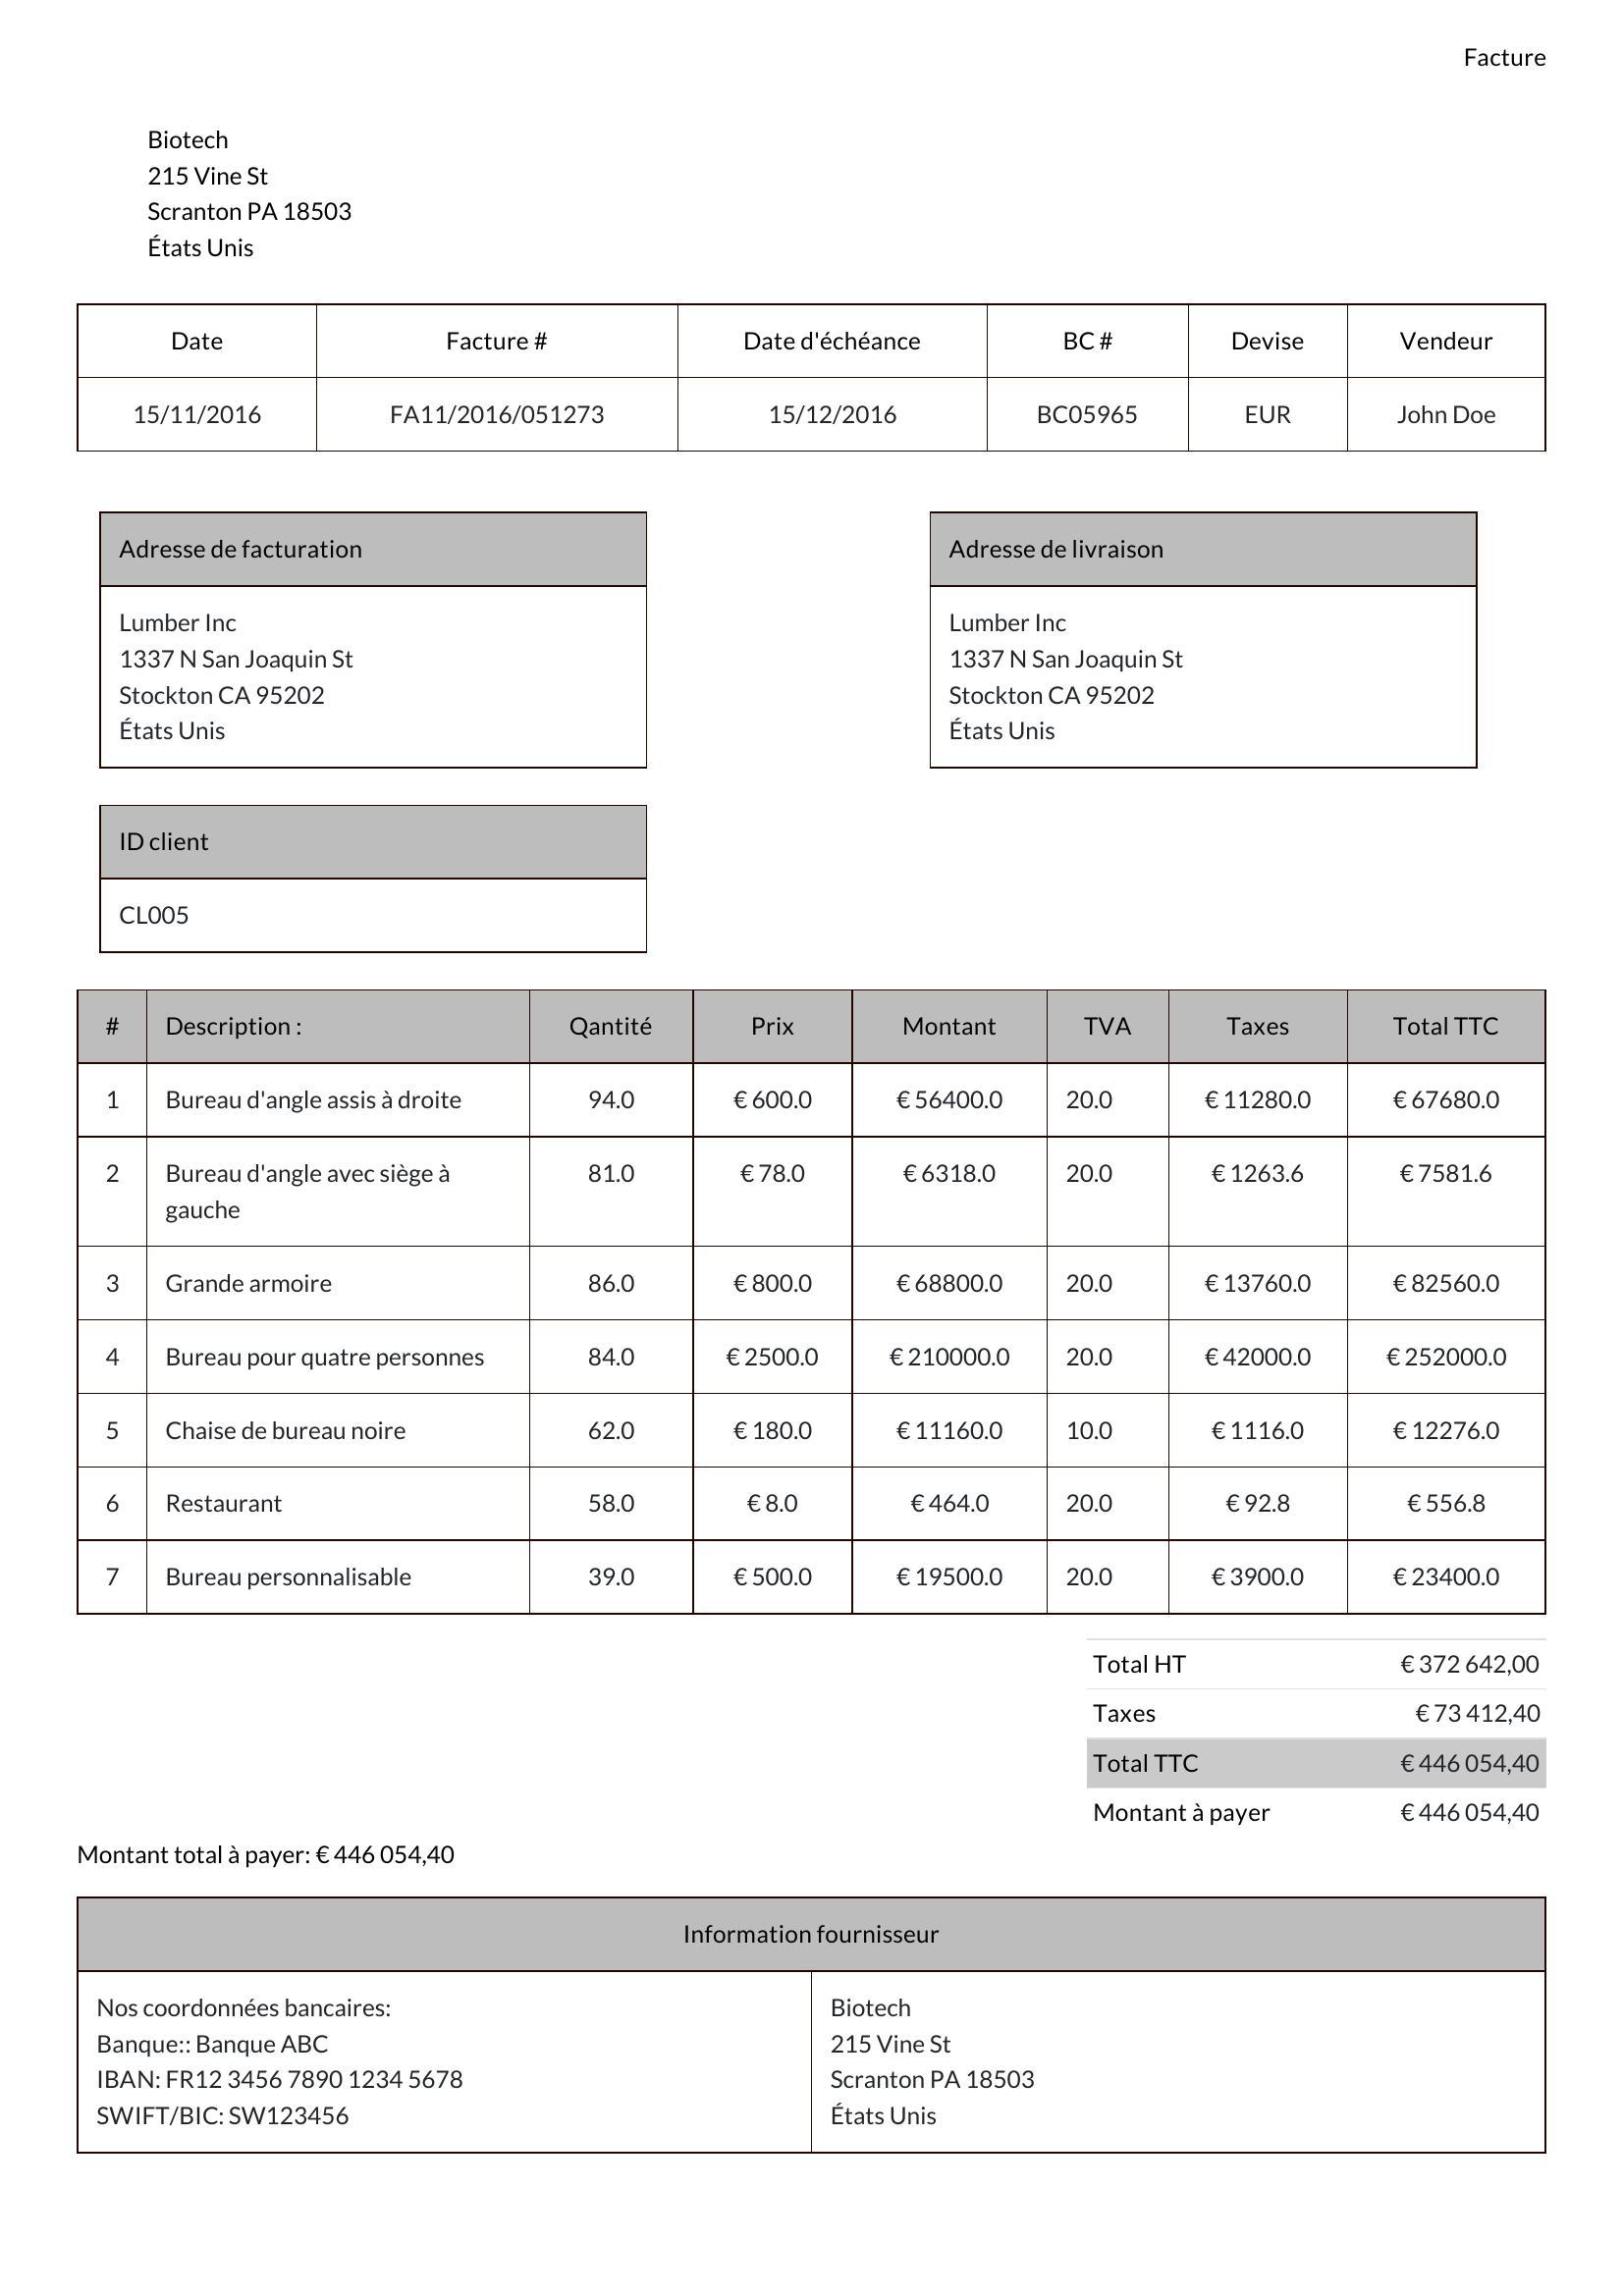 Facture
Biotech
215 Vine St
Scranton PA 18503
États Unis
Date Facture # Date d'échéance BC # Devise Vendeur
15/11/2016 FA11/2016/051273 15/12/2016 BC05965 EUR John Doe
Adresse de facturation
Lumber Inc
1337 N San Joaquin St
Stockton CA 95202
États Unis
Adresse de livraison
Lumber Inc
1337 N San Joaquin St
Stockton CA 95202
États Unis
ID client
CL005
# Description : Qantité Prix Montant TVA Taxes Total TTC
1 Bureau d'angle assis à droite 94.0 € 600.0 € 56400.0 20.0 € 11280.0 € 67680.0
2 Bureau d'angle avec siège à 81.0 € 78.0 € 6318.0 20.0 € 1263.6 € 7581.6
gauche
3 Grande armoire 86.0 € 800.0 € 68800.0 20.0 € 13760.0 € 82560.0
4 Bureau pour quatre personnes 84.0 € 2500.0 € 210000.0 20.0 € 42000.0 € 252000.0
5 Chaise de bureau noire 62.0 € 180.0 € 11160.0 10.0 € 1116.0 € 12276.0
6 Restaurant 58.0 € 8.0 € 464.0 20.0 € 92.8 € 556.8
7 Bureau personnalisable 39.0 € 500.0 € 19500.0 20.0 € 3900.0 € 23400.0
Total HT € 372 642,00
Taxes € 73 412,40
Total TTC € 446 054,40
Montant à payer € 446 054,40
Montant total à payer: € 446 054,40
Information fournisseur
Nos coordonnées bancaires:
Banque:: Banque ABC
IBAN: FR12 3456 7890 1234 5678
SWIFT/BIC: SW123456
Biotech
215 Vine St
Scranton PA 18503
États Unis